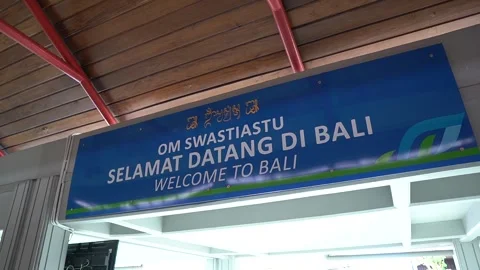 OM SWASTIASTU
SELAMAT DATANG DI BALI
WELCOME TO BALI